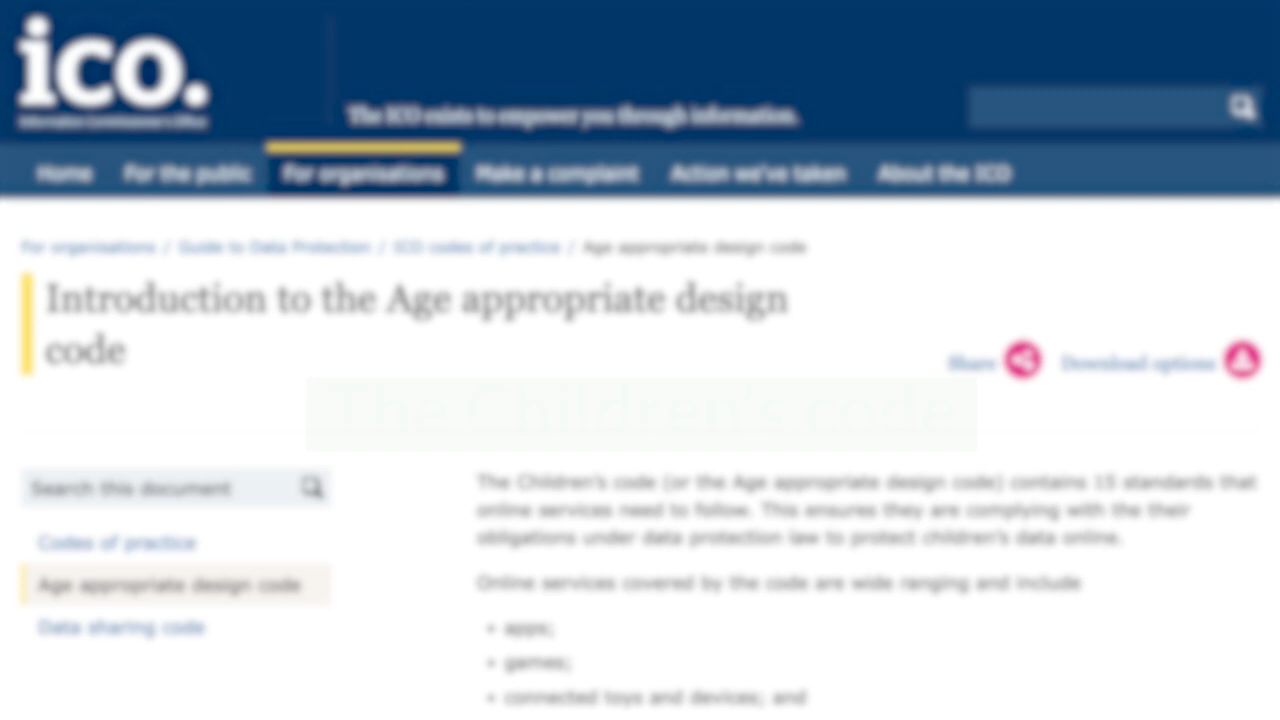 ico.
Information Commissioner's Office
The ICO exists to empower you through information.
Home For the public For organisations Make a complaint Action we've taken About the ICO
For organisations / Guide to Data Protection / ICO codes of practice / Age appropriate design code
Introduction to the Age appropriate design
code
Share Download options
The Children's code
Search this document
Codes of practice
Age appropriate design code
Data sharing code
The Children's code (or the Age appropriate design code) contains 15 standards that
online services need to follow. This ensures they are complying with the their
obligations under data protection law to protect children's data online.
Online services covered by the code are wide ranging and include
• apps;
• games;
• connected toys and devices; and